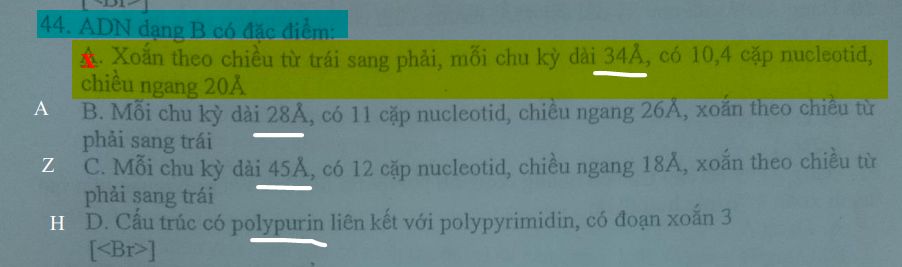 [<Br>]
44. ADN dạng B có đặc điểm:
A. Xoắn theo chiều từ trái sang phải, mỗi chu kỳ dài 34Å, có 10,4 cặp nucleotid,
chiều ngang 20Å
A B. Mỗi chu kỳ dài 28Å, có 11 cặp nucleotid, chiều ngang 26Å, xoắn theo chiều từ
phải sang trái
Z C. Mỗi chu kỳ dài 45Å, có 12 cặp nucleotid, chiều ngang 18Å, xoắn theo chiều từ
phải sang trái
H D. Cấu trúc có polypurin liên kết với polypyrimidin, có đoạn xoắn 3
[<Br>]